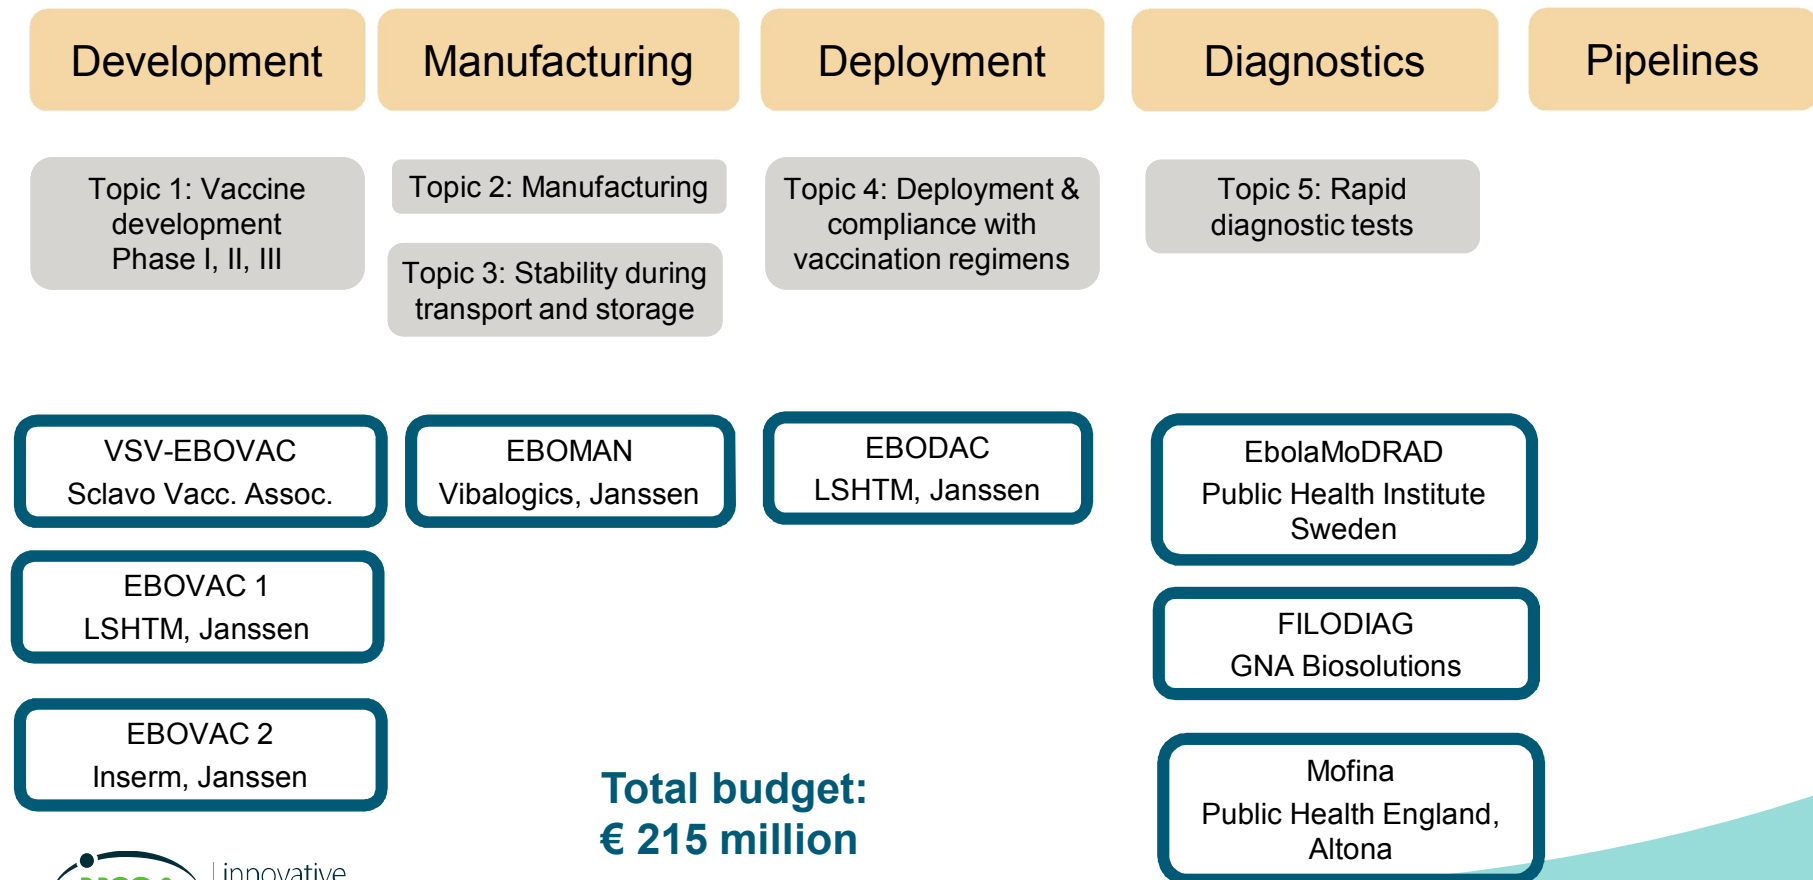 Development
Manufacturing
Deployment
Diagnostics
Pipelines
Topic 1: Vaccine
development
Phase I, II, III
Topic 2: Manufacturing
Topic 3: Stability during
transport and storage
Topic 4: Deployment &
compliance with
vaccination regimens
Topic 5: Rapid
diagnostic tests
VSV-EBOVAC
Sclavo Vacc. Assoc.
EBOVAC 1
LSHTM, Janssen
EBOVAC 2
Inserm, Janssen
EBOMAN
Vibalogics, Janssen
EBODAC
LSHTM, Janssen
EbolaMoDRAD
Public Health Institute
Sweden
FILODIAG
GNA Biosolutions
Mofina
Public Health England,
Altona
Total budget:
€ 215 million
innovative